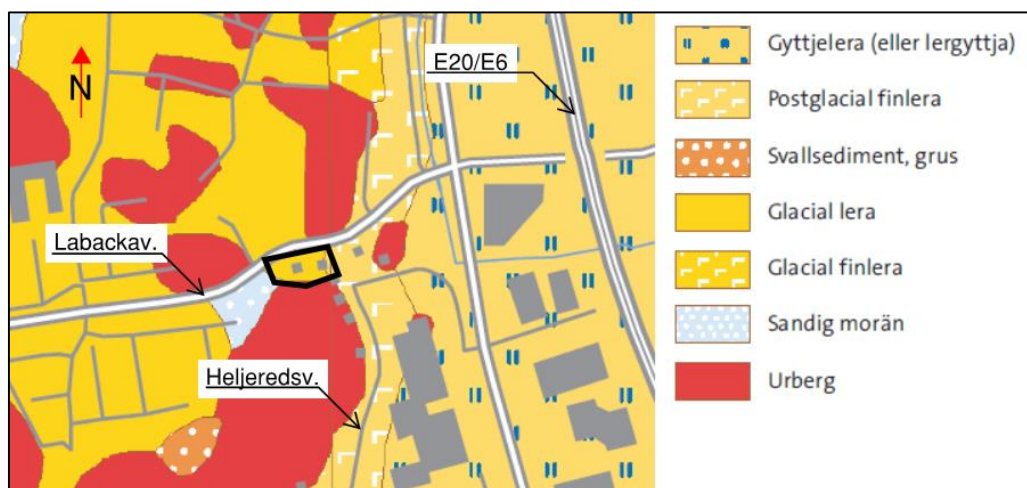 E20/E6
N
Labackav.
Heljeredsv.
Gyttjelera (eller lergyttja)
Postglacial finlera
Svallsediment, grus
Glacial lera
Glacial finlera
Sandig morän
Urberg